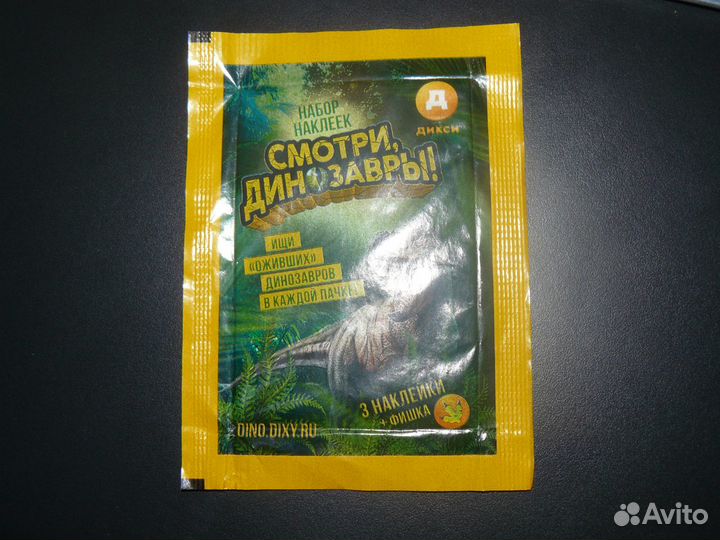 НАБОР
НАКЛЕЕК
СМОТРИ,
ДИНОЗАВРЫ!
Д
ДИКСИ
ИЩИ
«ОЖИВШИХ»
ДИНОЗАВРОВ
В КАЖДОЙ ПАЧКЕ!
3 НАКЛЕЙКИ
+ ФИШКА
DINO.DIXY.RU
Avito